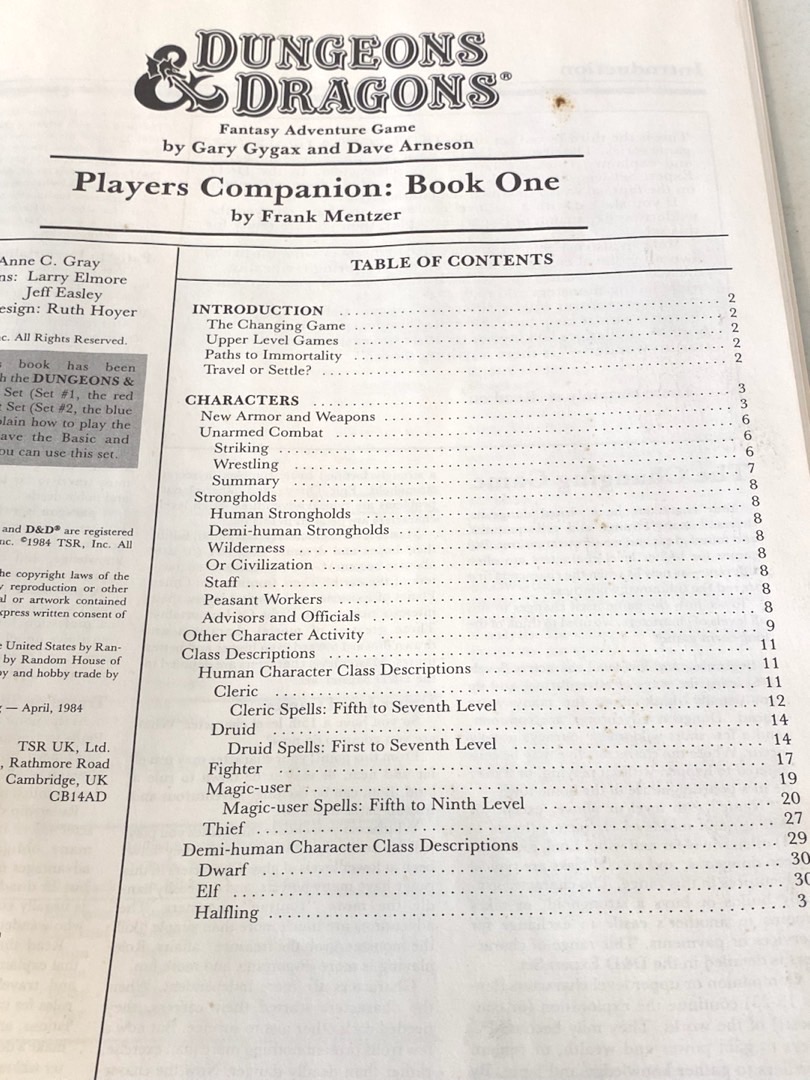 DUNGEONS
& DRAGONS®
Fantasy Adventure Game
by Gary Gygax and Dave Arneson
Players Companion: Book One
by Frank Mentzer
Anne C. Gray
Larry Elmore
Jeff Easley
Ruth Hoyer
All Rights Reserved.
book has been
the DUNGEONS &
Set (Set #1, the red
Set (Set #2, the blue
how to play the
the Basic and
you can use this set.
and D&D® are registered
©1984 TSR, Inc. All
the copyright laws of the
reproduction or other
or artwork contained
express written consent of
United States by Ran-
by Random House of
and hobby trade by
— April, 1984
TSR UK, Ltd.
Rathmore Road
Cambridge, UK
CB14AD
TABLE OF CONTENTS
INTRODUCTION 2
The Changing Game 2
Upper Level Games 2
Paths to Immortality 2
Travel or Settle? 2
CHARACTERS 3
New Armor and Weapons 3
Unarmed Combat 6
Striking 6
Wrestling 6
Summary 7
Strongholds 8
Human Strongholds 8
Demi-human Strongholds 8
Wilderness 8
Or Civilization 8
Staff 8
Peasant Workers 8
Advisors and Officials 8
Other Character Activity 9
Class Descriptions 11
Human Character Class Descriptions 11
Cleric 11
Cleric Spells: Fifth to Seventh Level 12
Druid 14
Druid Spells: First to Seventh Level 14
Fighter 17
Magic-user 19
Magic-user Spells: Fifth to Ninth Level 20
Thief 27
Demi-human Character Class Descriptions 29
Dwarf 30
Elf 30
Halfling 3